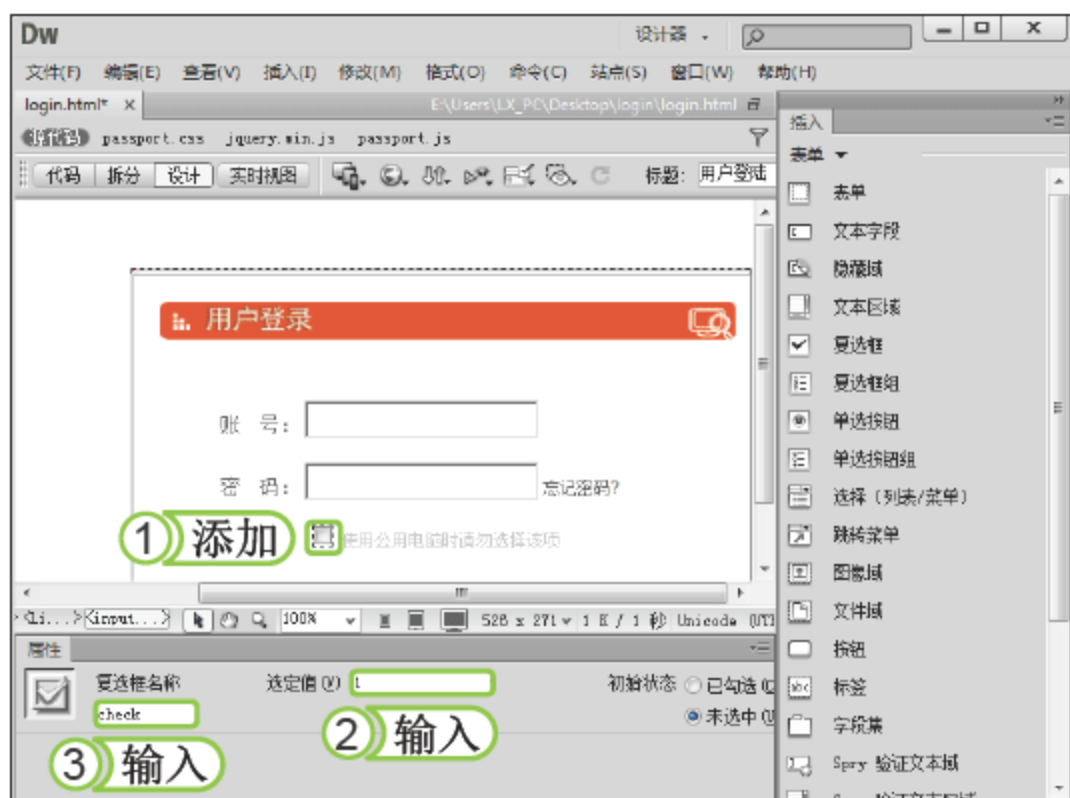 Dw
设计器
文件(F) 编辑(E) 查看(V) 插入(I) 修改(M) 格式(O) 命令(C) 站点(S) 窗口(W) 帮助(H)
login.html* × E:\Users\LX_PC\Desktop\login\login.html
源代码 passport.css jquery.min.js passport.js
代码 拆分 设计 实时视图 标题: 用户登陆
用户登录
账 号:
密 码: 忘记密码?
① 添加 使用公用电脑时请勿选择该项
<li...> <input...> 100% 526 x 271 1 K / 1 秒 Unicode (UTF
属性
复选框名称 选定值(V) 1 初始状态 已勾选(C
check 未选中(U
② 输入
③ 输入
插入
表单
表单
文本字段
隐藏域
文本区域
复选框
复选框组
单选按钮
单选按钮组
选择(列表/菜单)
跳转菜单
图像域
文件域
按钮
标签
字段集
Spry 验证文本域